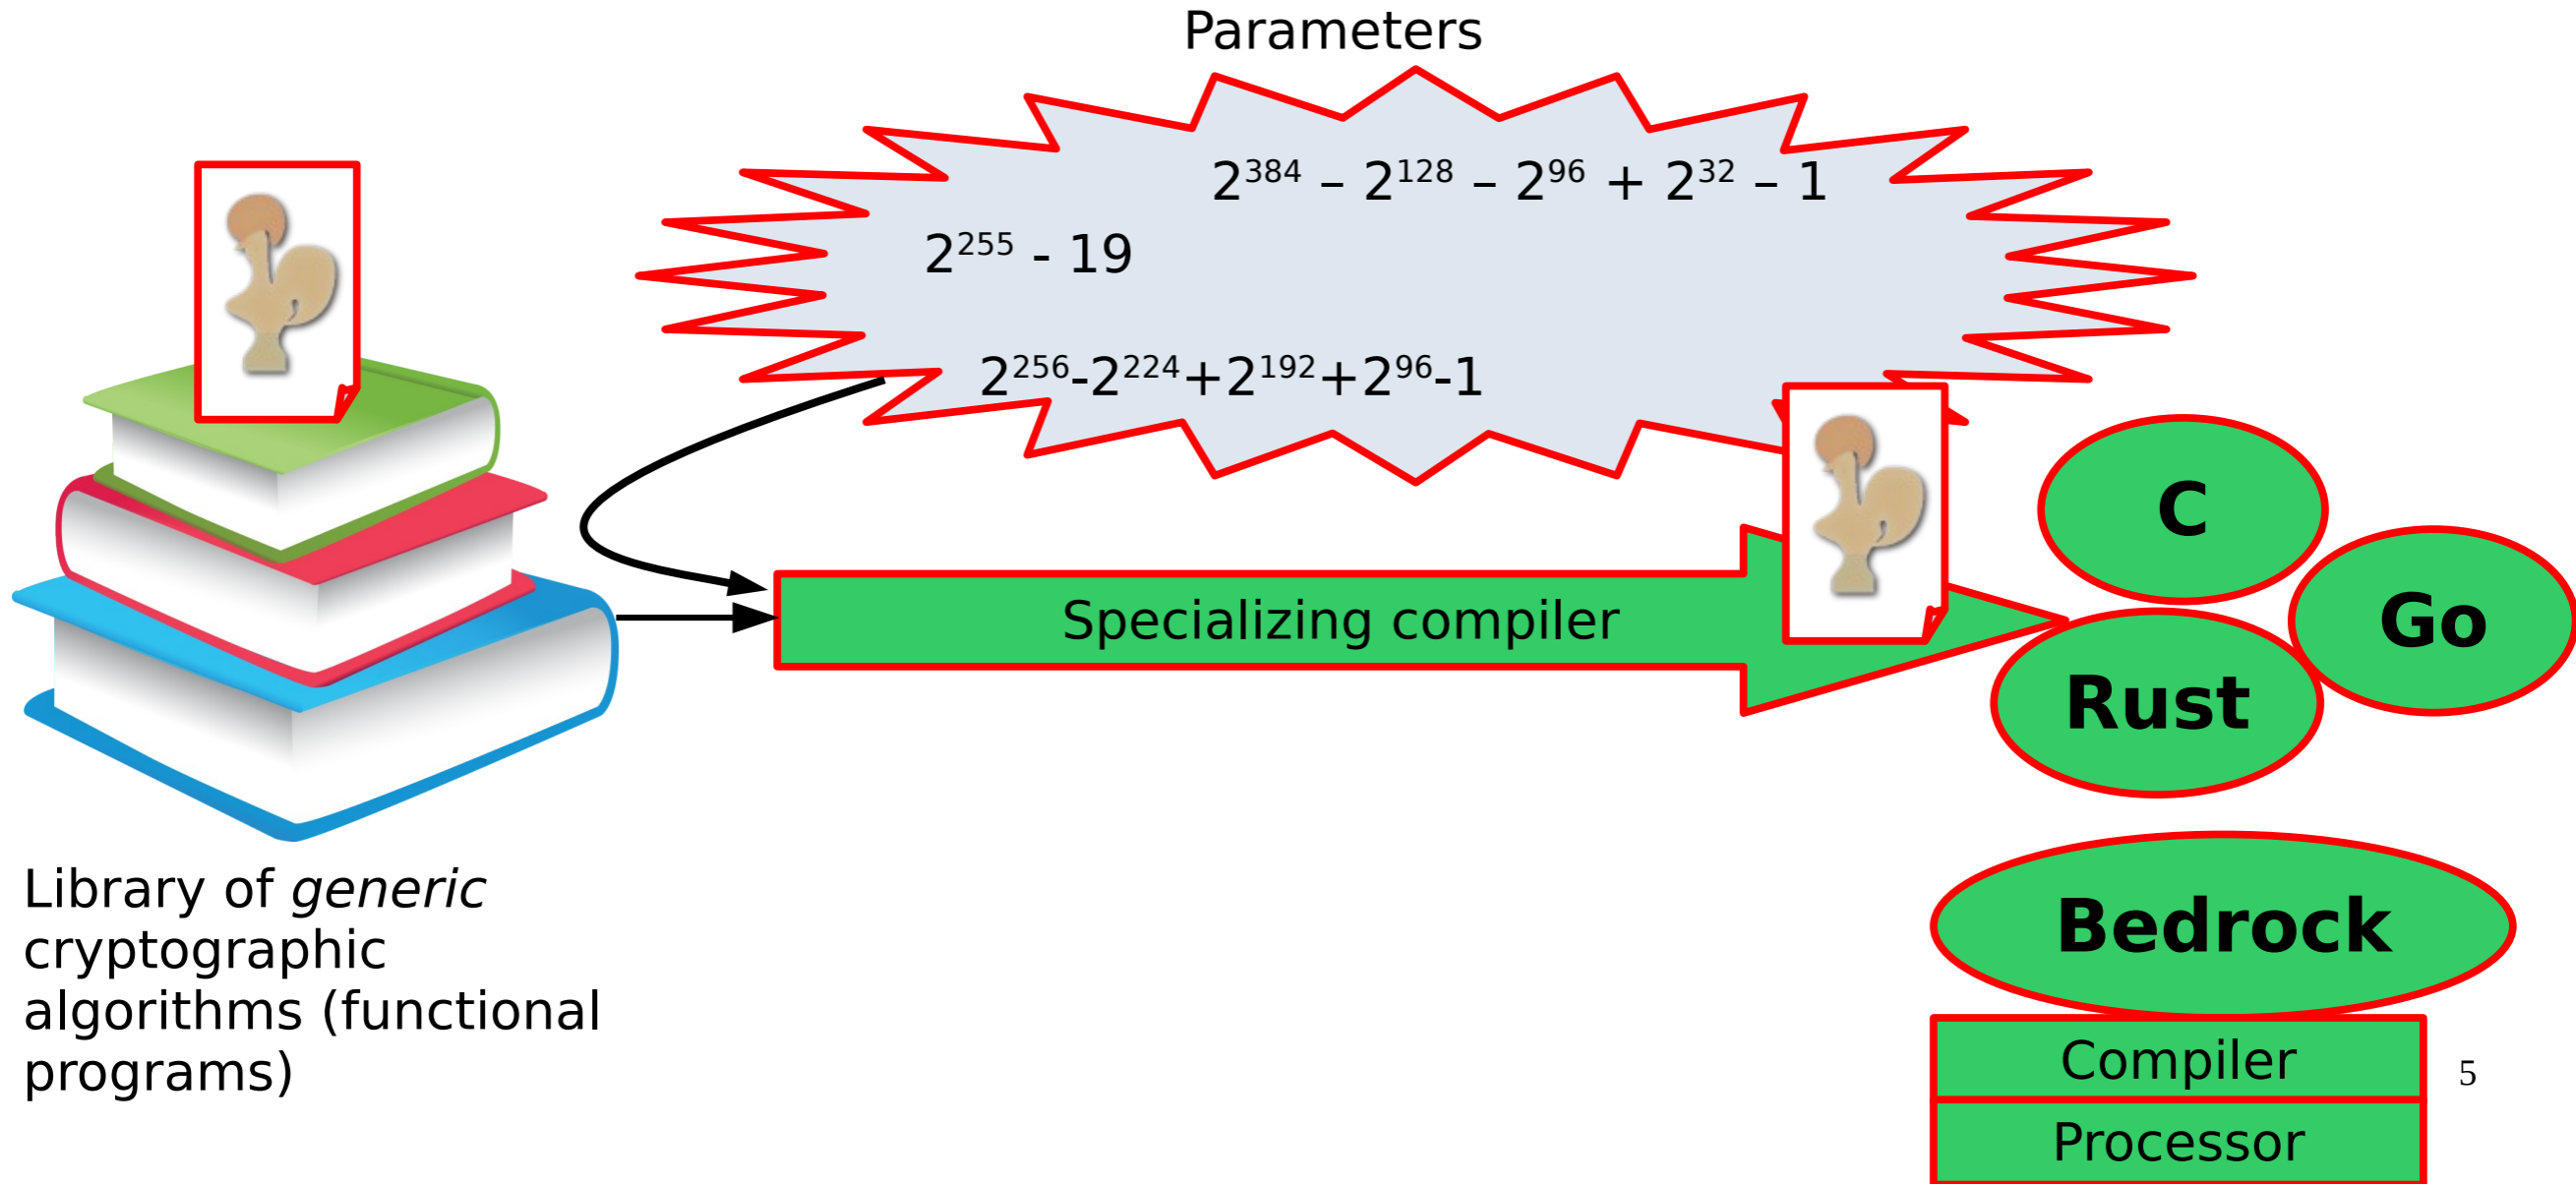 Parameters
2³⁸⁴ – 2¹²⁸ – 2⁹⁶ + 2³² – 1
2²⁵⁵ - 19
2²⁵⁶-2²²⁴+2¹⁹²+2⁹⁶-1
C
Go
Specializing compiler
Rust
Library of generic
cryptographic
algorithms (functional
programs)
Bedrock
Compiler
5
Processor